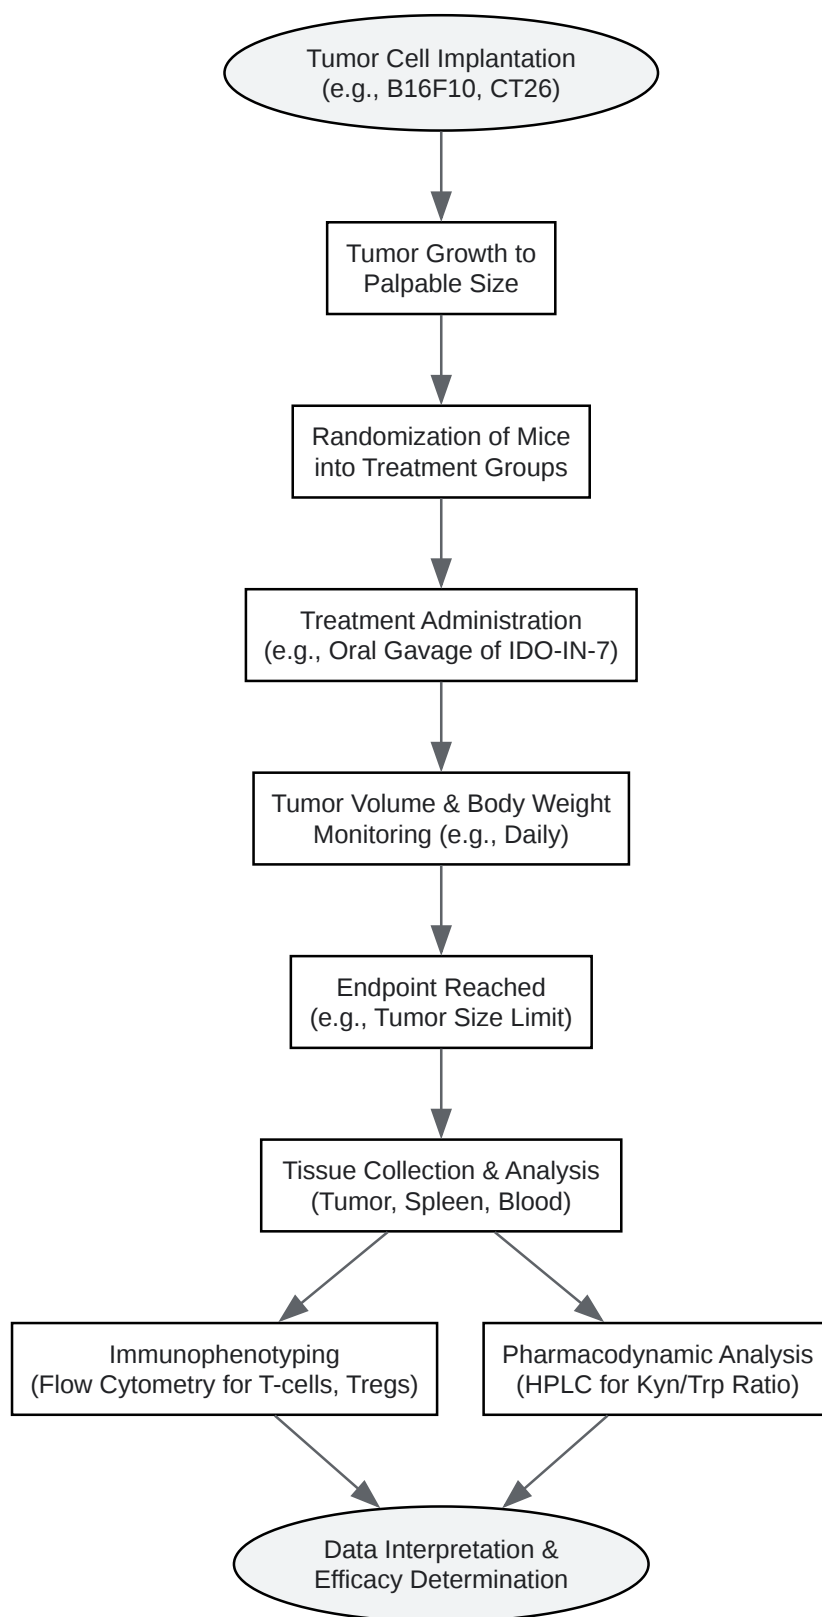 Tumor Cell Implantation
(e.g., B16F10, CT26)
Tumor Growth to
Palpable Size
Randomization of Mice
into Treatment Groups
Treatment Administration
(e.g., Oral Gavage of IDO-IN-7)
Tumor Volume & Body Weight
Monitoring (e.g., Daily)
Endpoint Reached
(e.g., Tumor Size Limit)
Tissue Collection & Analysis
(Tumor, Spleen, Blood)
Immunophenotyping
(Flow Cytometry for T-cells, Tregs)
Pharmacodynamic Analysis
(HPLC for Kyn/Trp Ratio)
Data Interpretation &
Efficacy Determination